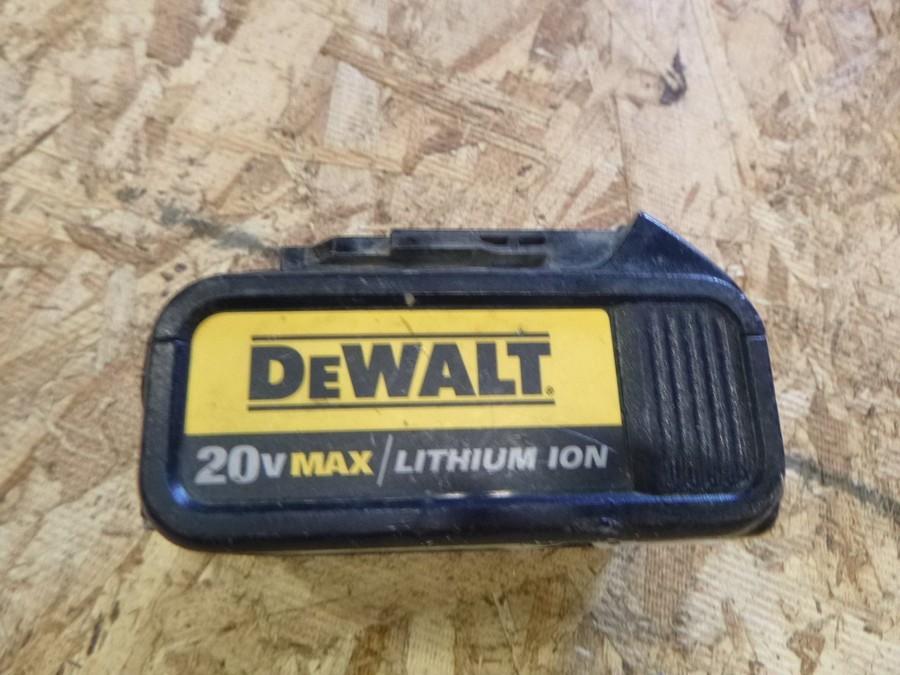 DEWALT®
20V MAX / LITHIUM ION